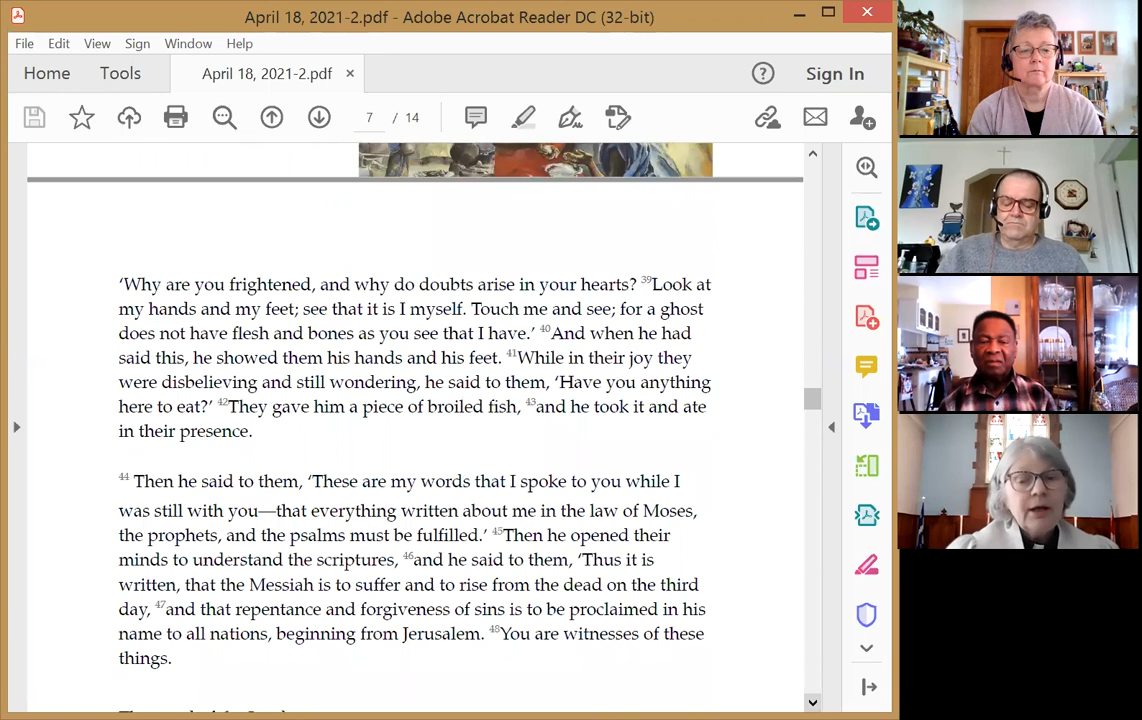 April 18, 2021-2.pdf - Adobe Acrobat Reader DC (32-bit)
File Edit View Sign Window Help
Home Tools April 18, 2021-2.pdf × Sign In
7 / 14
‘Why are you frightened, and why do doubts arise in your hearts? 39Look at
my hands and my feet; see that it is I myself. Touch me and see; for a ghost
does not have flesh and bones as you see that I have.’ 40And when he had
said this, he showed them his hands and his feet. 41While in their joy they
were disbelieving and still wondering, he said to them, ‘Have you anything
here to eat?’ 42They gave him a piece of broiled fish, 43and he took it and ate
in their presence.
44 Then he said to them, ‘These are my words that I spoke to you while I
was still with you—that everything written about me in the law of Moses,
the prophets, and the psalms must be fulfilled.’ 45Then he opened their
minds to understand the scriptures, 46and he said to them, ‘Thus it is
written, that the Messiah is to suffer and to rise from the dead on the third
day, 47and that repentance and forgiveness of sins is to be proclaimed in his
name to all nations, beginning from Jerusalem. 48You are witnesses of these
things.